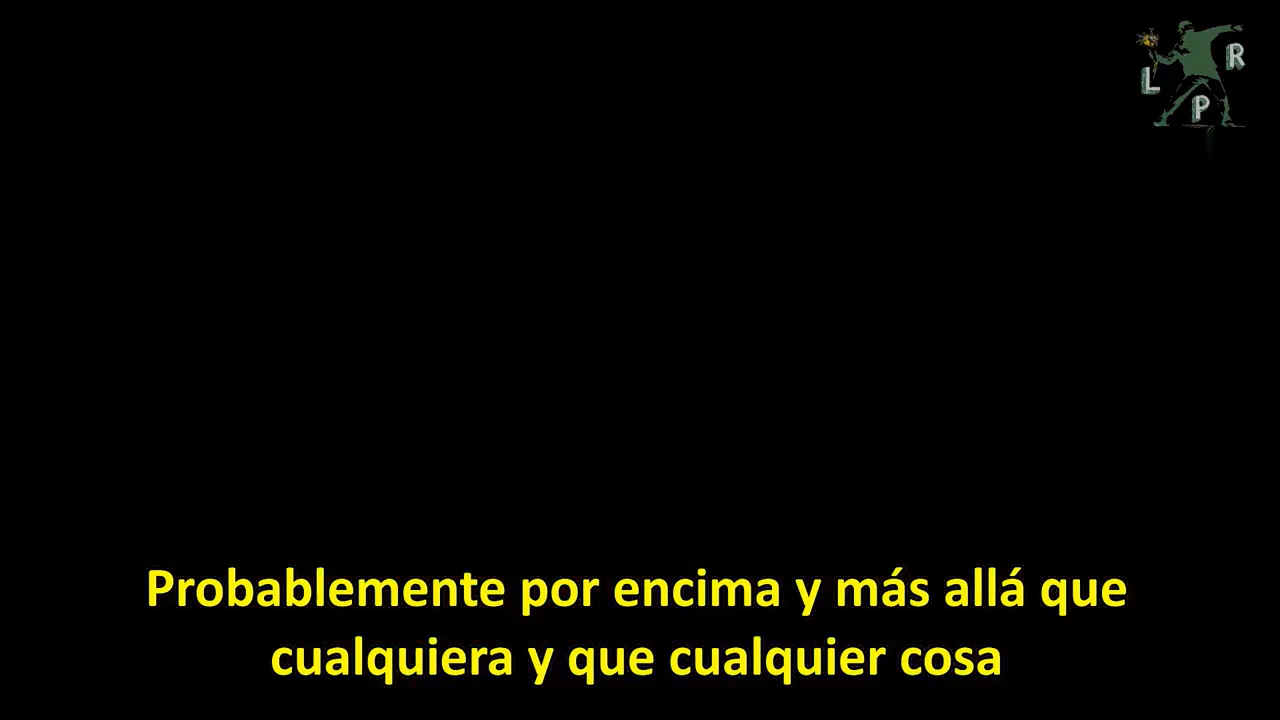 L
P
R
Probablemente por encima y más allá que
cualquiera y que cualquier cosa